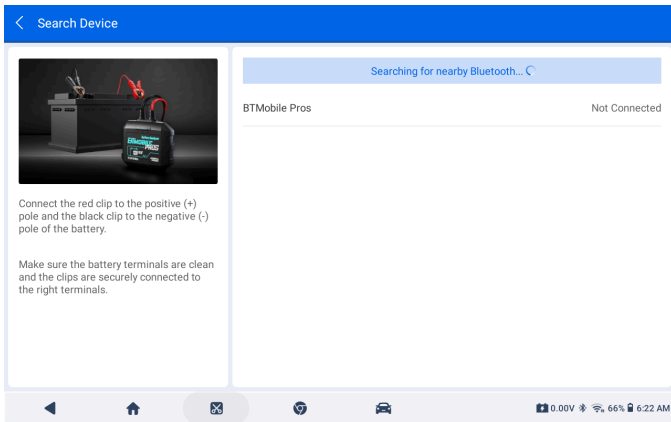 Search Device
Searching for nearby Bluetooth...
BTMobile Pros
Not Connected
BTMOBILE
PROS
Connect the red clip to the positive (+)
pole and the black clip to the negative (-)
pole of the battery.
Make sure the battery terminals are clean
and the clips are securely connected to
the right terminals.
0.00V
66%
6:22 AM